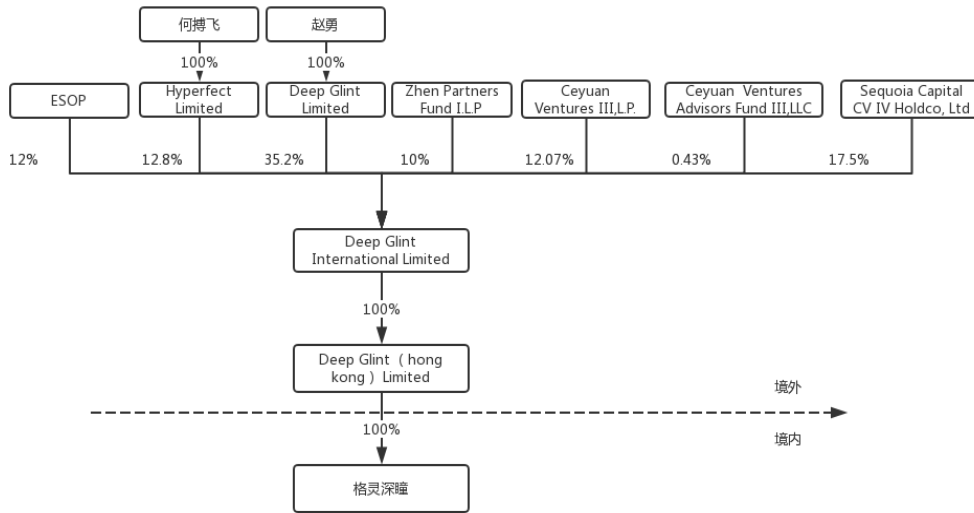 何搏飞
赵勇
100%
100%
ESOP
Hyperfect
Limited
Deep Glint
Limited
Zhen Partners
Fund I.L.P
Ceyuan
Ventures III,L.P.
Ceyuan Ventures
Advisors Fund III,LLC
Sequoia Capital
CV IV Holdco, Ltd
12%
12.8%
35.2%
10%
12.07%
0.43%
17.5%
Deep Glint
International Limited
100%
Deep Glint（hong
kong）Limited
境外
100%
境内
格灵深瞳